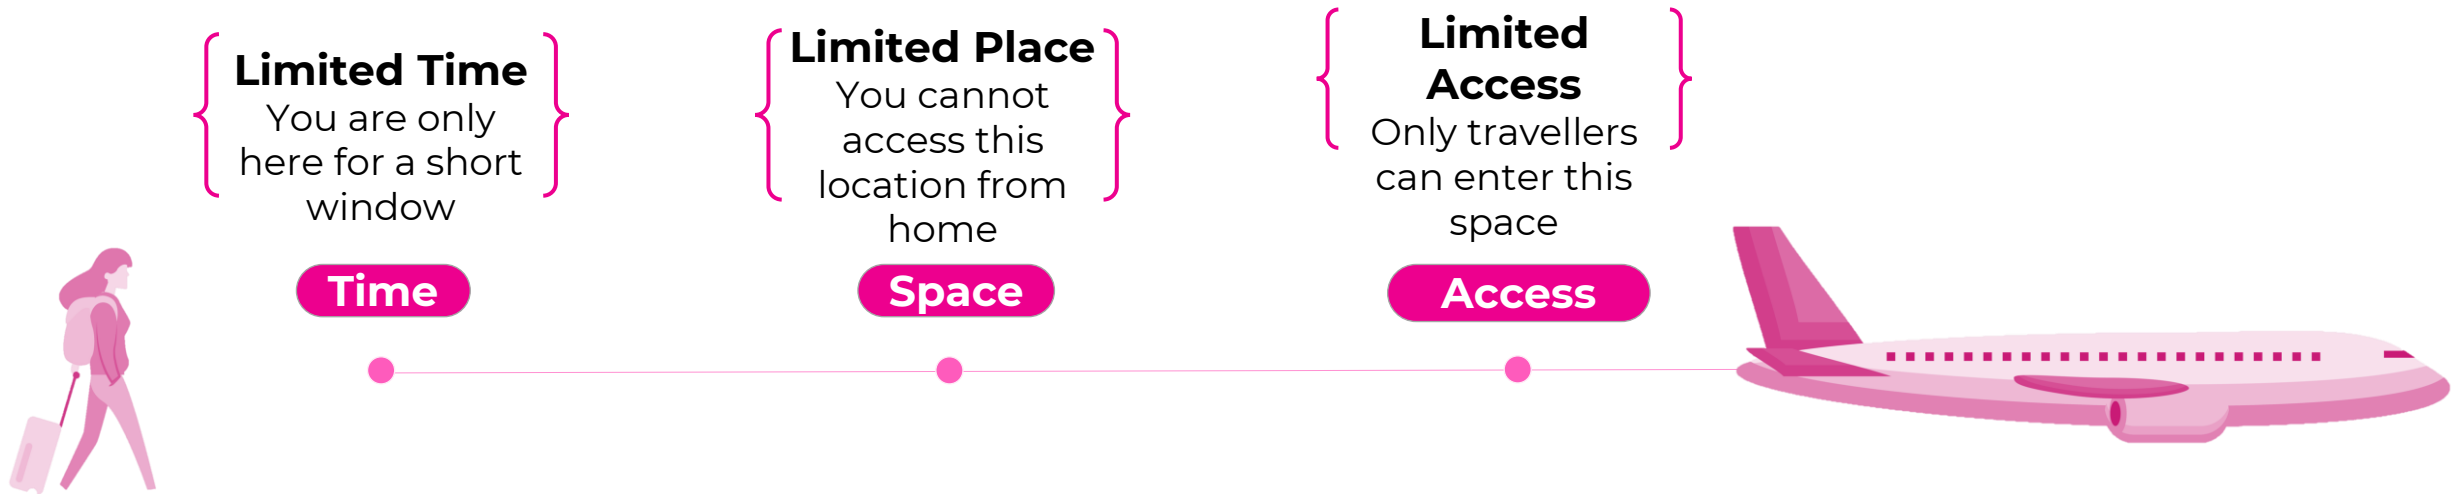 Limited Time
You are only
here for a short
window
Time
Limited Place
You cannot
access this
location from
home
Space
Limited
Access
Only travellers
can enter this
space
Access